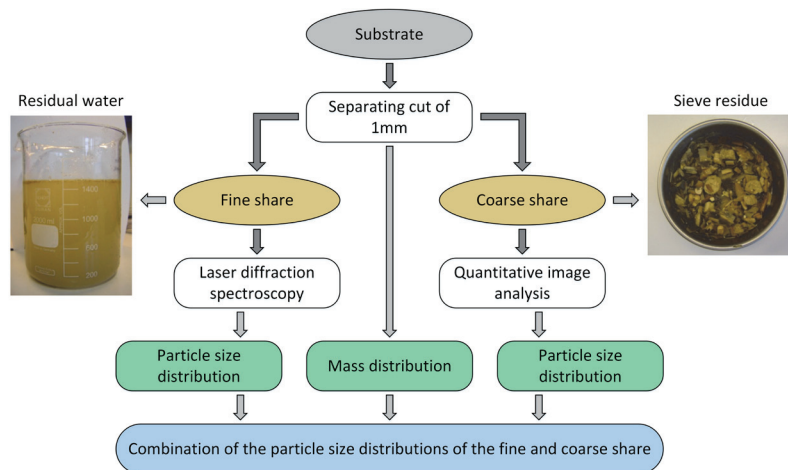 Substrate
Residual water
Separating cut of
1mm
Sieve residue
1400
1000
Fine share
Coarse share
Laser diffraction
spectroscopy
Quantitative image
analysis
Particle size
distribution
Mass distribution
Particle size
distribution
Combination of the particle size distributions of the fine and coarse share